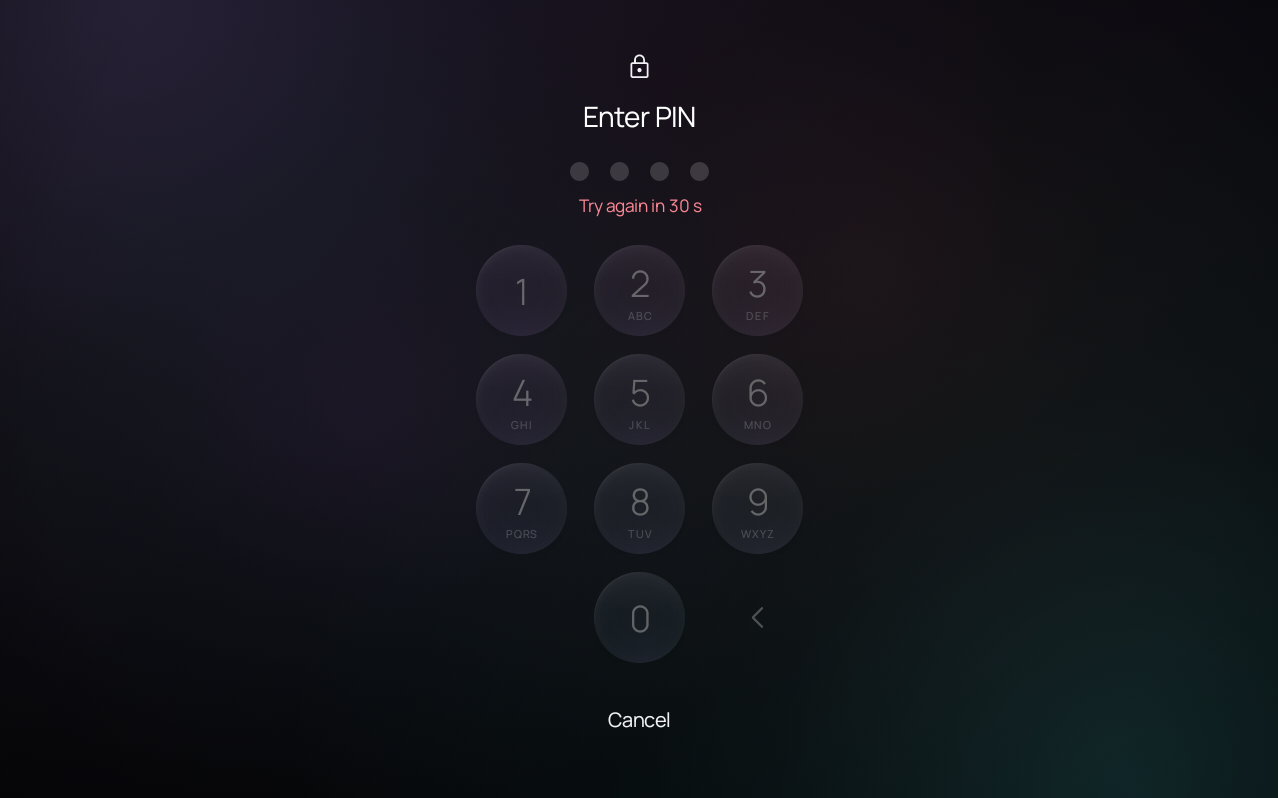 Enter PIN
Try again in 30 s
1
2
ABC
3
DEF
4
GHI
5
JKL
6
MNO
7
PQRS
8
TUV
9
WXYZ
0
Cancel